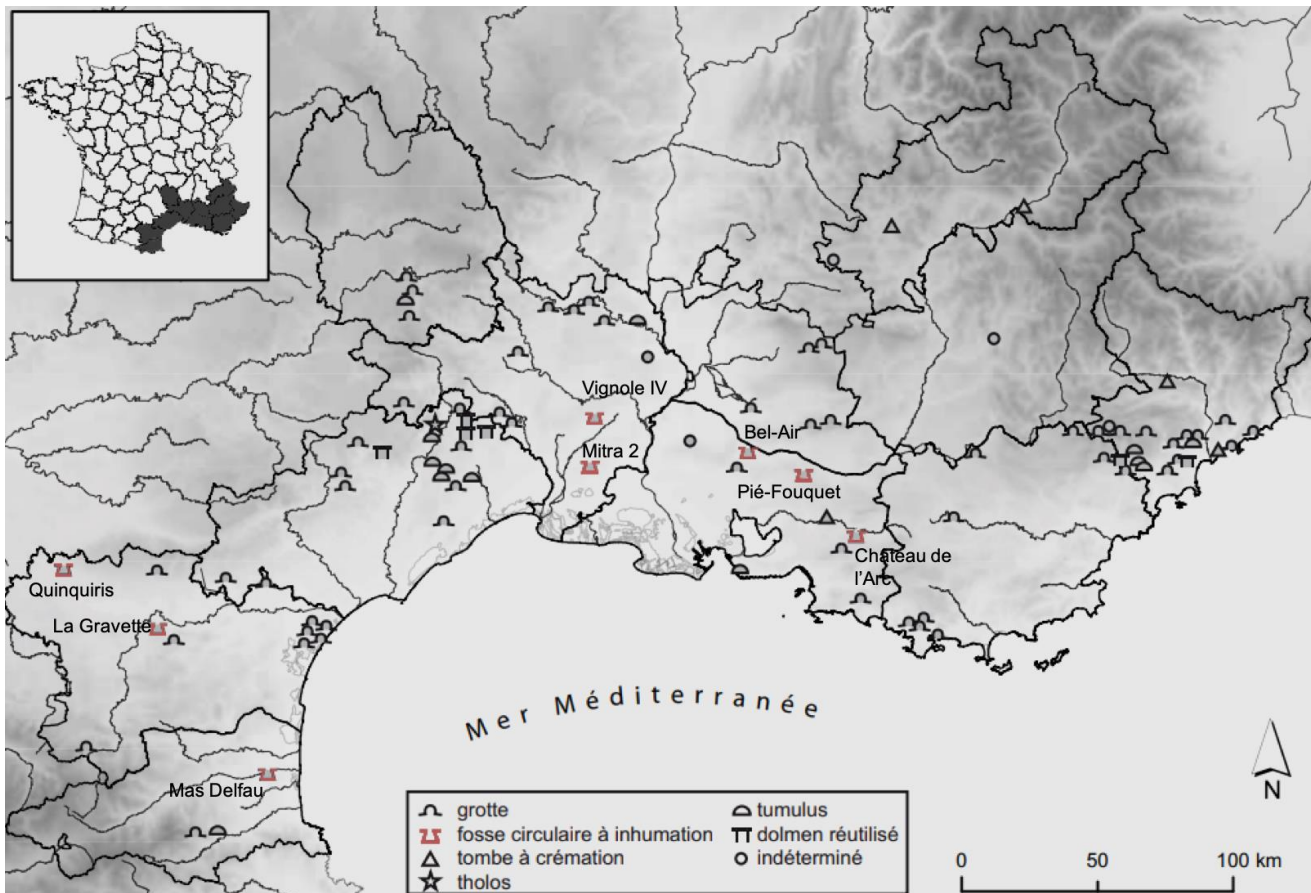 Vignole IV
Mitra 2
Bel-Air
Pié-Fouquet
Château de
l'Arc
Quinquiris
La Gravette
Mas Delfau
Mer Méditerranée
N
grotte
fosse circulaire à inhumation
tombe à crémation
tholos
tumulus
dolmen réutilisé
indéterminé
0 50 100 km